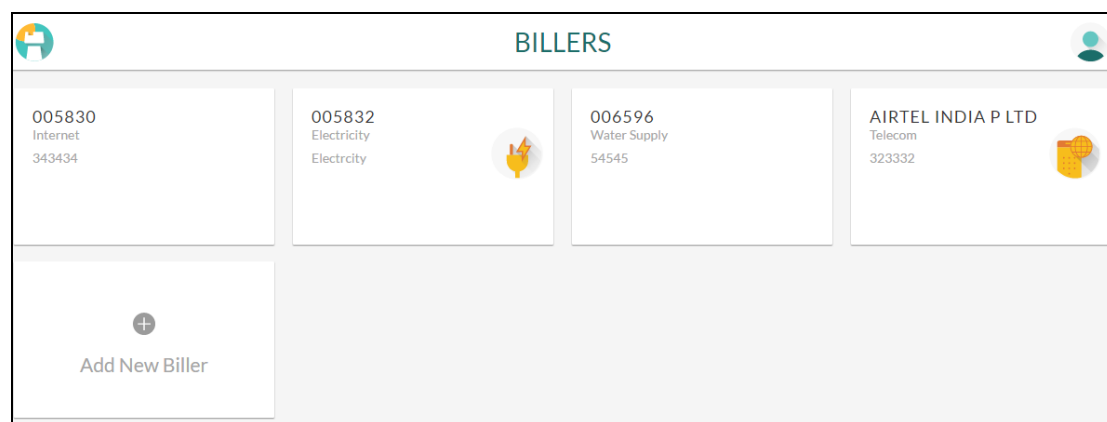 BILLERS
005830
Internet
343434
005832
Electricity
Electrcity
006596
Water Supply
54545
AIRTEL INDIA P LTD
Telecom
323332
Add New Biller